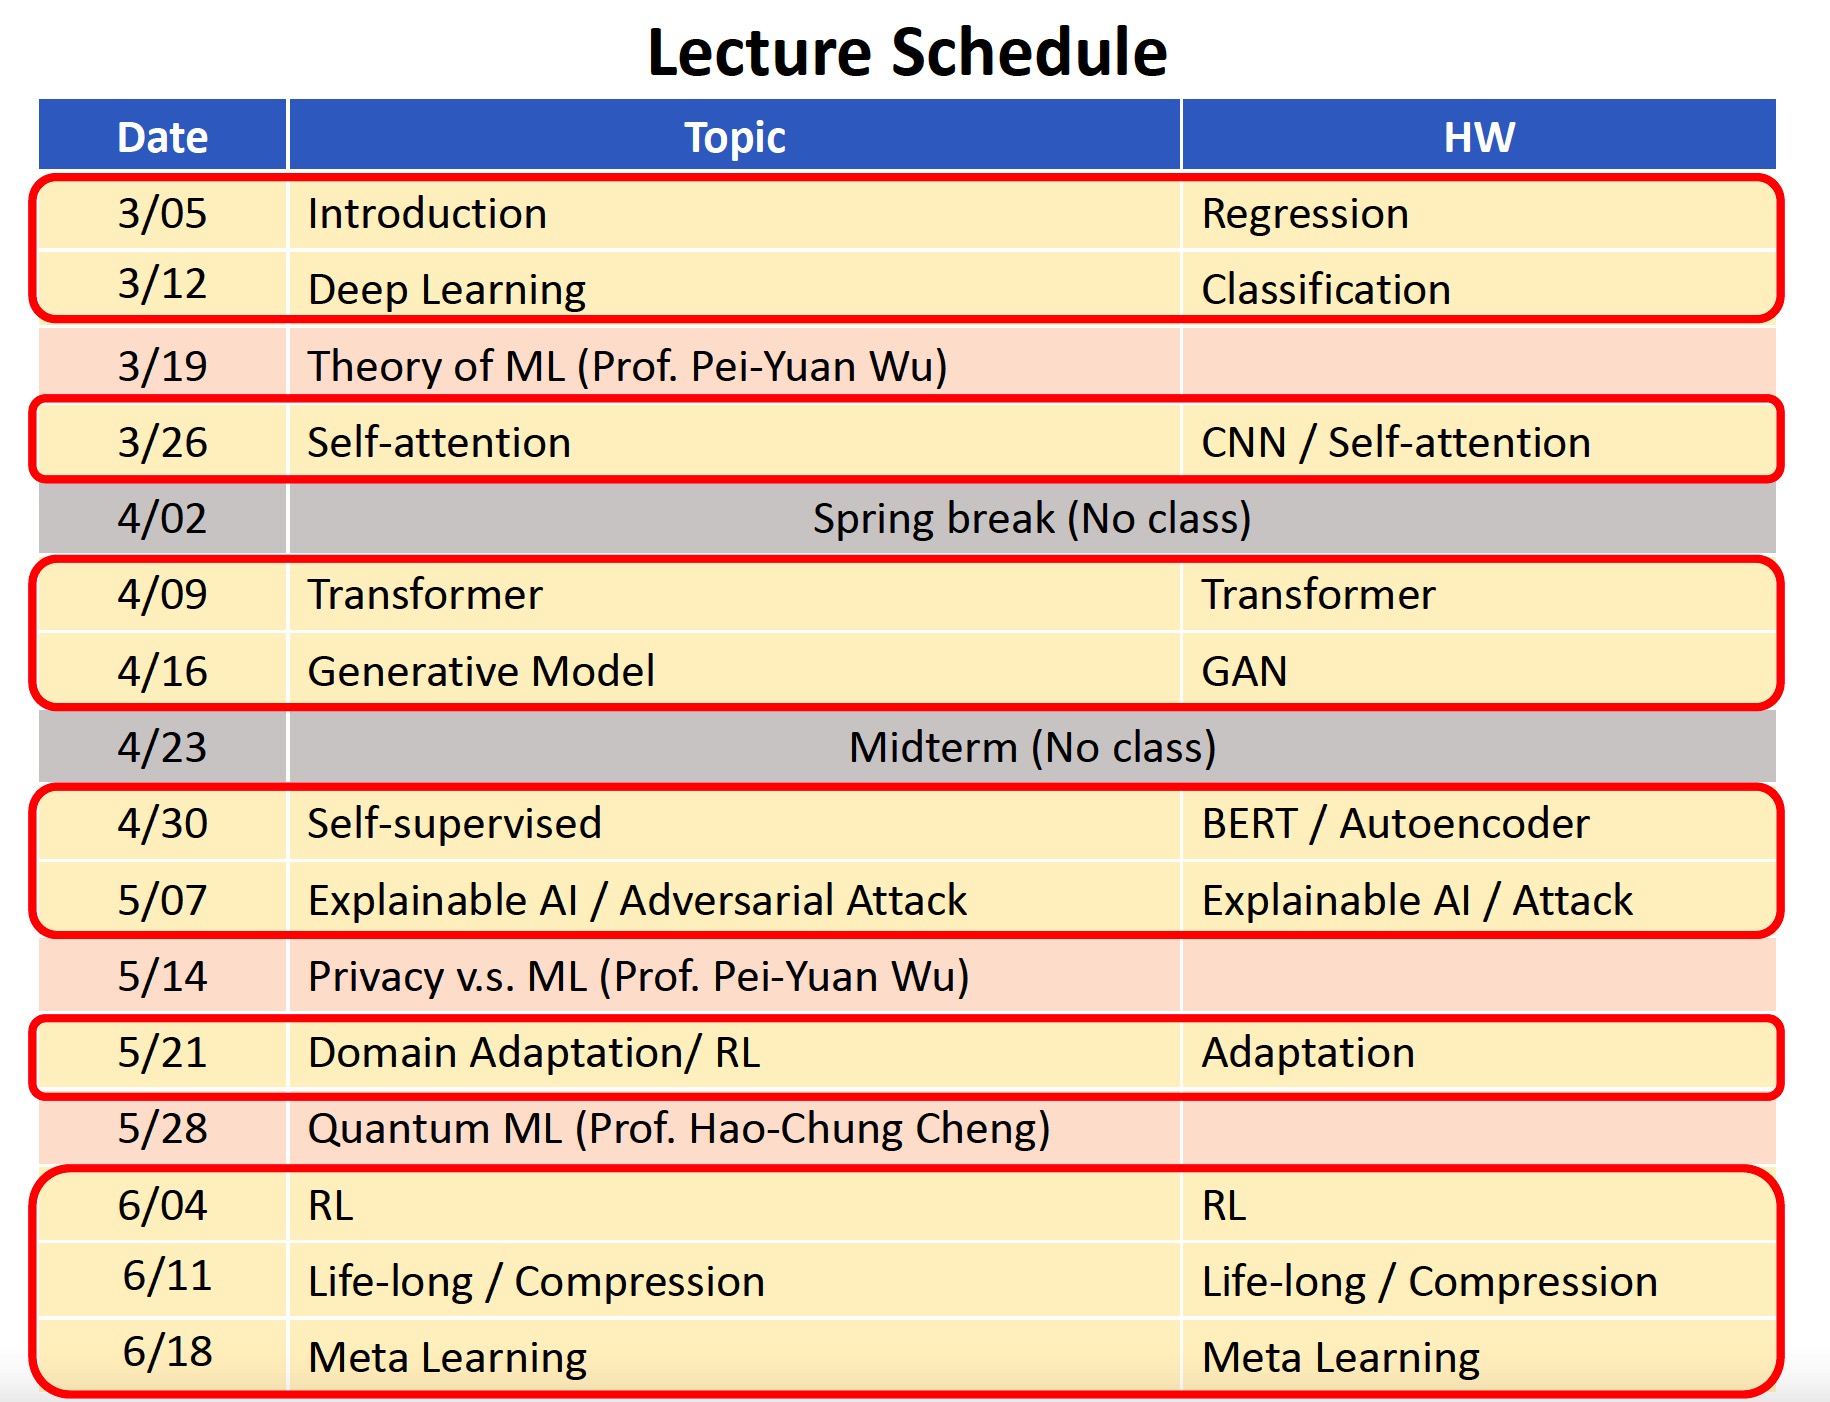 Lecture Schedule
Date Topic HW
3/05 Introduction Regression
3/12 Deep Learning Classification
3/19 Theory of ML (Prof. Pei-Yuan Wu)
3/26 Self-attention CNN / Self-attention
4/02 Spring break (No class)
4/09 Transformer Transformer
4/16 Generative Model GAN
4/23 Midterm (No class)
4/30 Self-supervised BERT / Autoencoder
5/07 Explainable AI / Adversarial Attack Explainable AI / Attack
5/14 Privacy v.s. ML (Prof. Pei-Yuan Wu)
5/21 Domain Adaptation/ RL Adaptation
5/28 Quantum ML (Prof. Hao-Chung Cheng)
6/04 RL RL
6/11 Life-long / Compression Life-long / Compression
6/18 Meta Learning Meta Learning